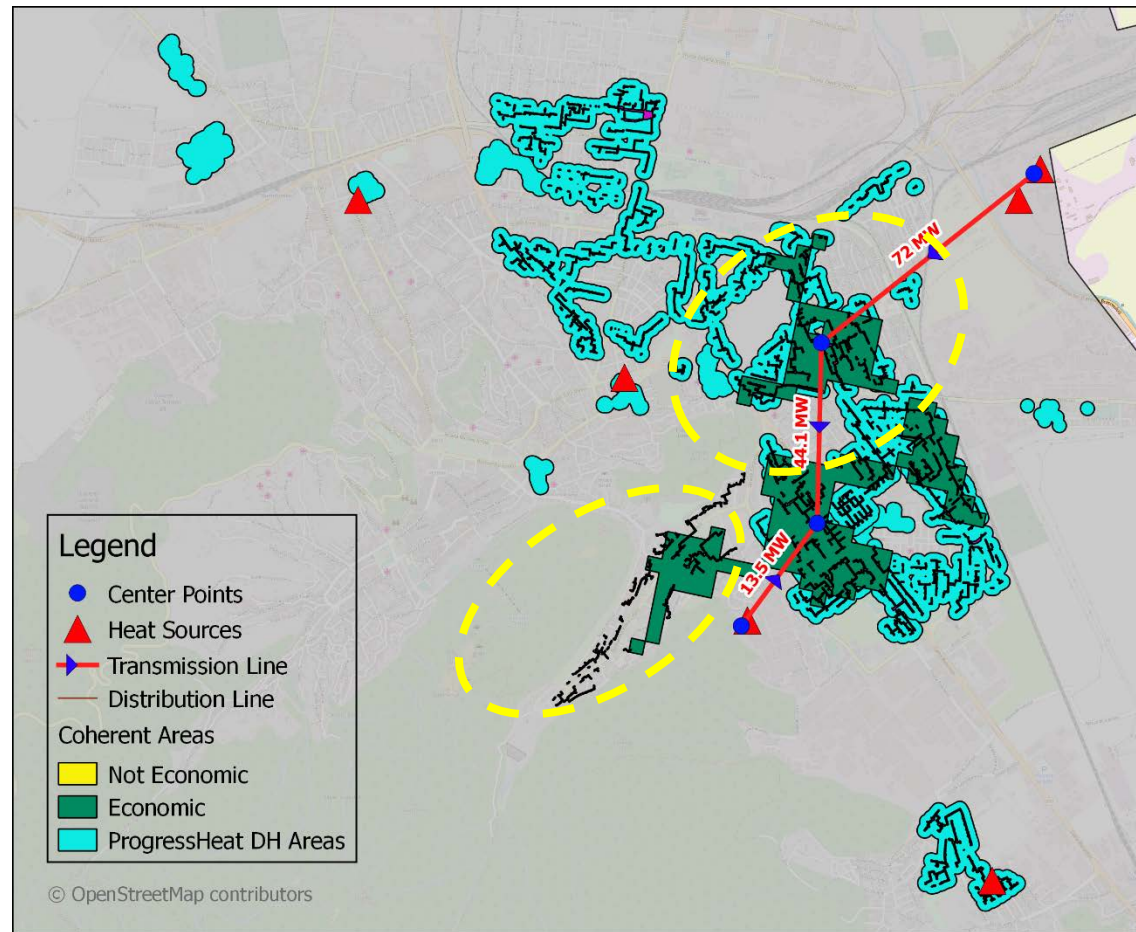 72 MW
44.1 MW
13.5 MW
Legend
Center Points
Heat Sources
Transmission Line
Distribution Line
Coherent Areas
Not Economic
Economic
ProgressHeat DH Areas
© OpenStreetMap contributors